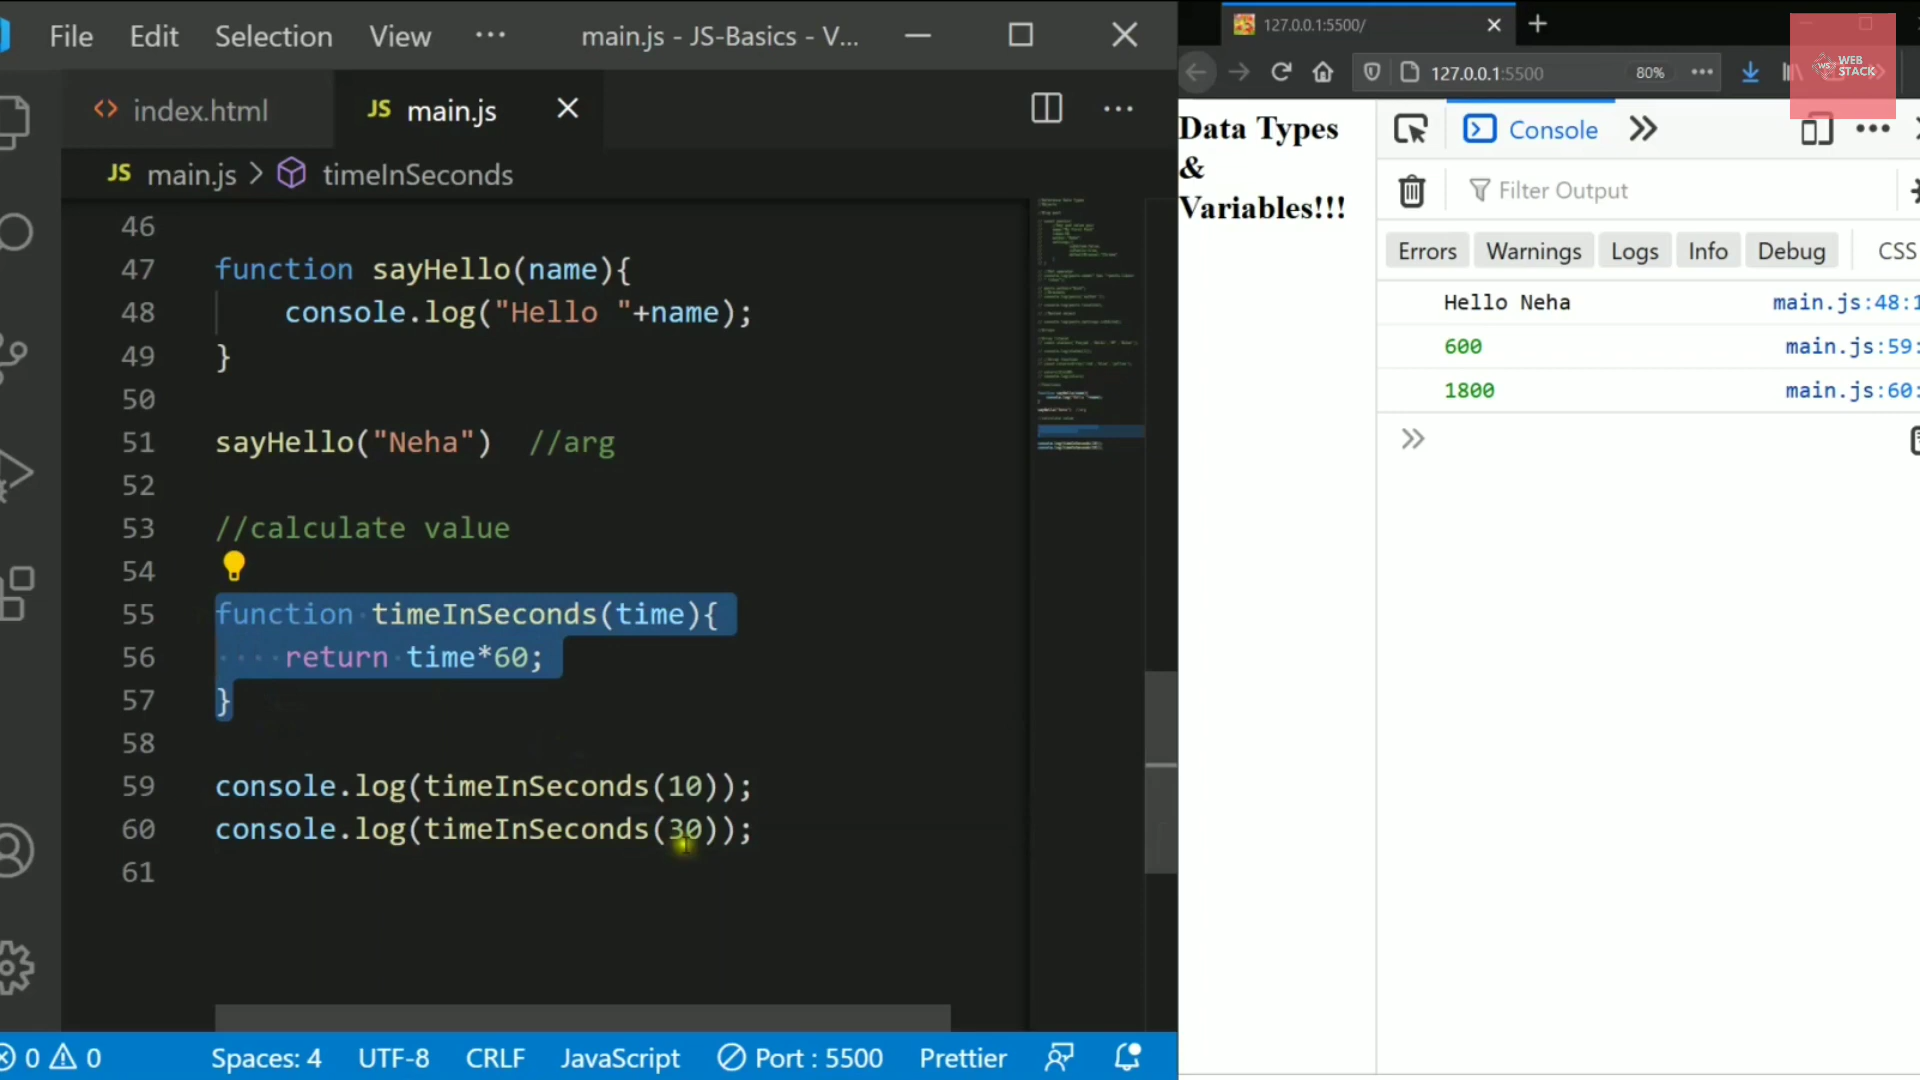 File Edit Selection View ··· main.js - JS-Basics - V...
index.html JS main.js
JS main.js > timeInSeconds
46
47 function sayHello(name){
48 console.log("Hello "+name);
49 }
50
51 sayHello("Neha") //arg
52
53 //calculate value
54
55 function timeInSeconds(time){
56 return time*60;
57 }
58
59 console.log(timeInSeconds(10));
60 console.log(timeInSeconds(30));
61
0 0 Spaces: 4 UTF-8 CRLF JavaScript Port : 5500 Prettier
127.0.0.1:5500/
127.0.0.1:5500 80%
WEB
STACK
Data Types
&
Variables!!!
Console
Filter Output
Errors Warnings Logs Info Debug CSS
Hello Neha main.js:48:1
600 main.js:59:
1800 main.js:60: